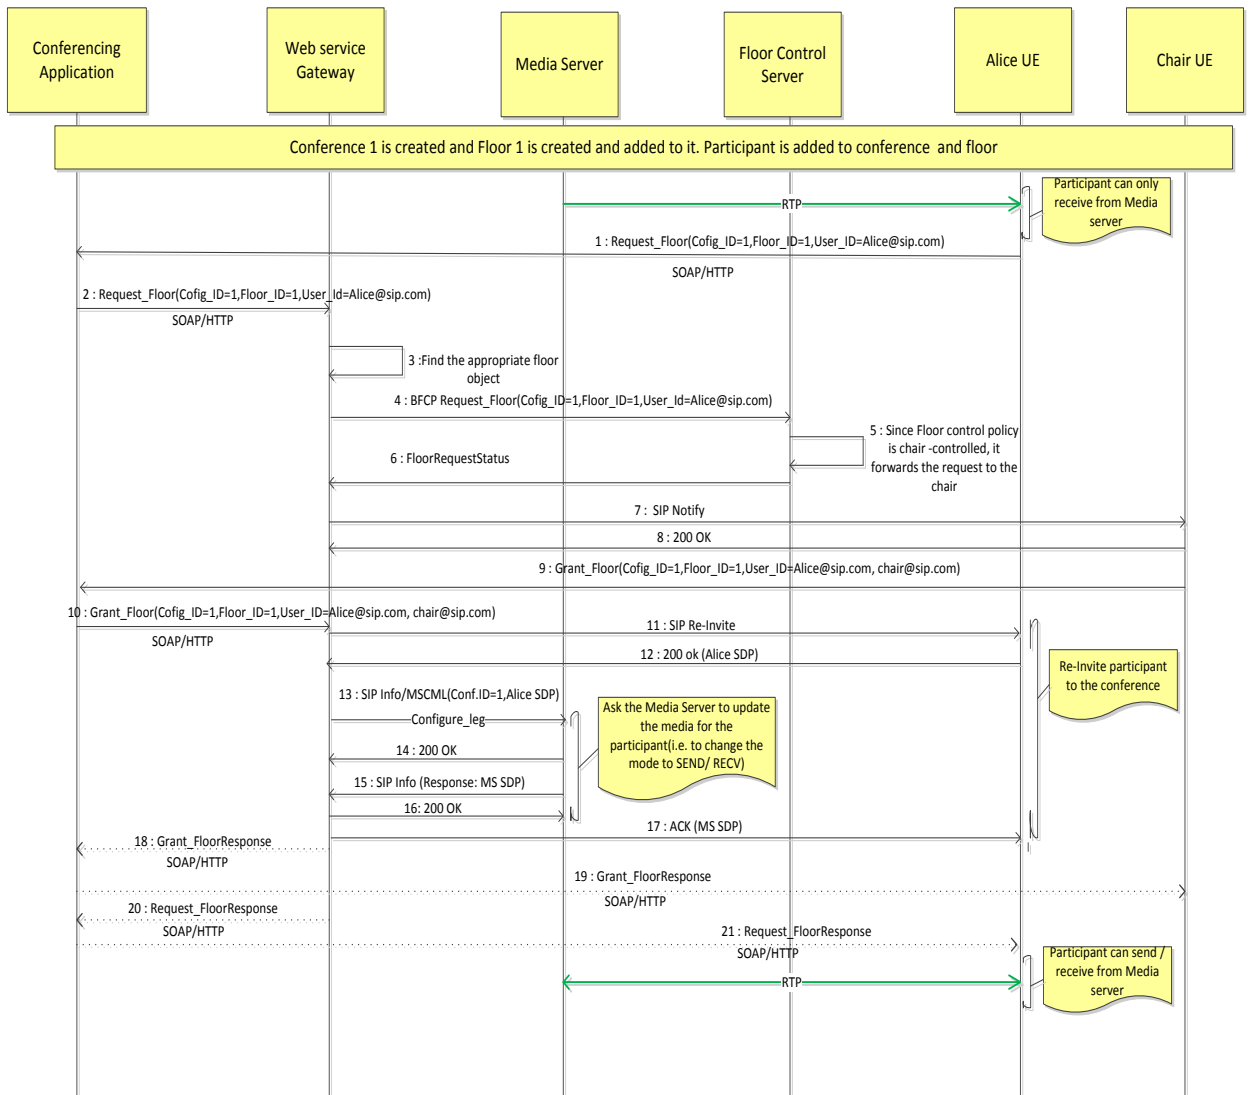 Conferencing
Application
Web service
Gateway
Media Server
Floor Control
Server
Alice UE
Chair UE
Conference 1 is created and Floor 1 is created and added to it. Participant is added to conference and floor
Participant can only
receive from Media
server
RTP
1 : Request_Floor(Cofig_ID=1,Floor_ID=1,User_ID=Alice@sip.com)
SOAP/HTTP
2 : Request_Floor(Cofig_ID=1,Floor_ID=1,User_Id=Alice@sip.com)
SOAP/HTTP
3 :Find the appropriate floor
object
4 : BFCP Request_Floor(Cofig_ID=1,Floor_ID=1,User_Id=Alice@sip.com)
5 : Since Floor control policy
is chair -controlled, it
forwards the request to the
chair
6 : FloorRequestStatus
7 : SIP Notify
8 : 200 OK
9 : Grant_Floor(Cofig_ID=1,Floor_ID=1,User_ID=Alice@sip.com, chair@sip.com)
10 : Grant_Floor(Cofig_ID=1,Floor_ID=1,User_ID=Alice@sip.com, chair@sip.com)
SOAP/HTTP
11 : SIP Re-Invite
12 : 200 ok (Alice SDP)
Re-Invite participant
to the conference
13 : SIP Info/MSCML(Conf.ID=1,Alice SDP)
Configure_leg
Ask the Media Server to update
the media for the
participant(i.e. to change the
mode to SEND/ RECV)
14 : 200 OK
15 : SIP Info (Response: MS SDP)
16: 200 OK
17 : ACK (MS SDP)
18 : Grant_FloorResponse
SOAP/HTTP
19 : Grant_FloorResponse
SOAP/HTTP
20 : Request_FloorResponse
SOAP/HTTP
21 : Request_FloorResponse
SOAP/HTTP
Participant can send /
receive from Media
server
RTP